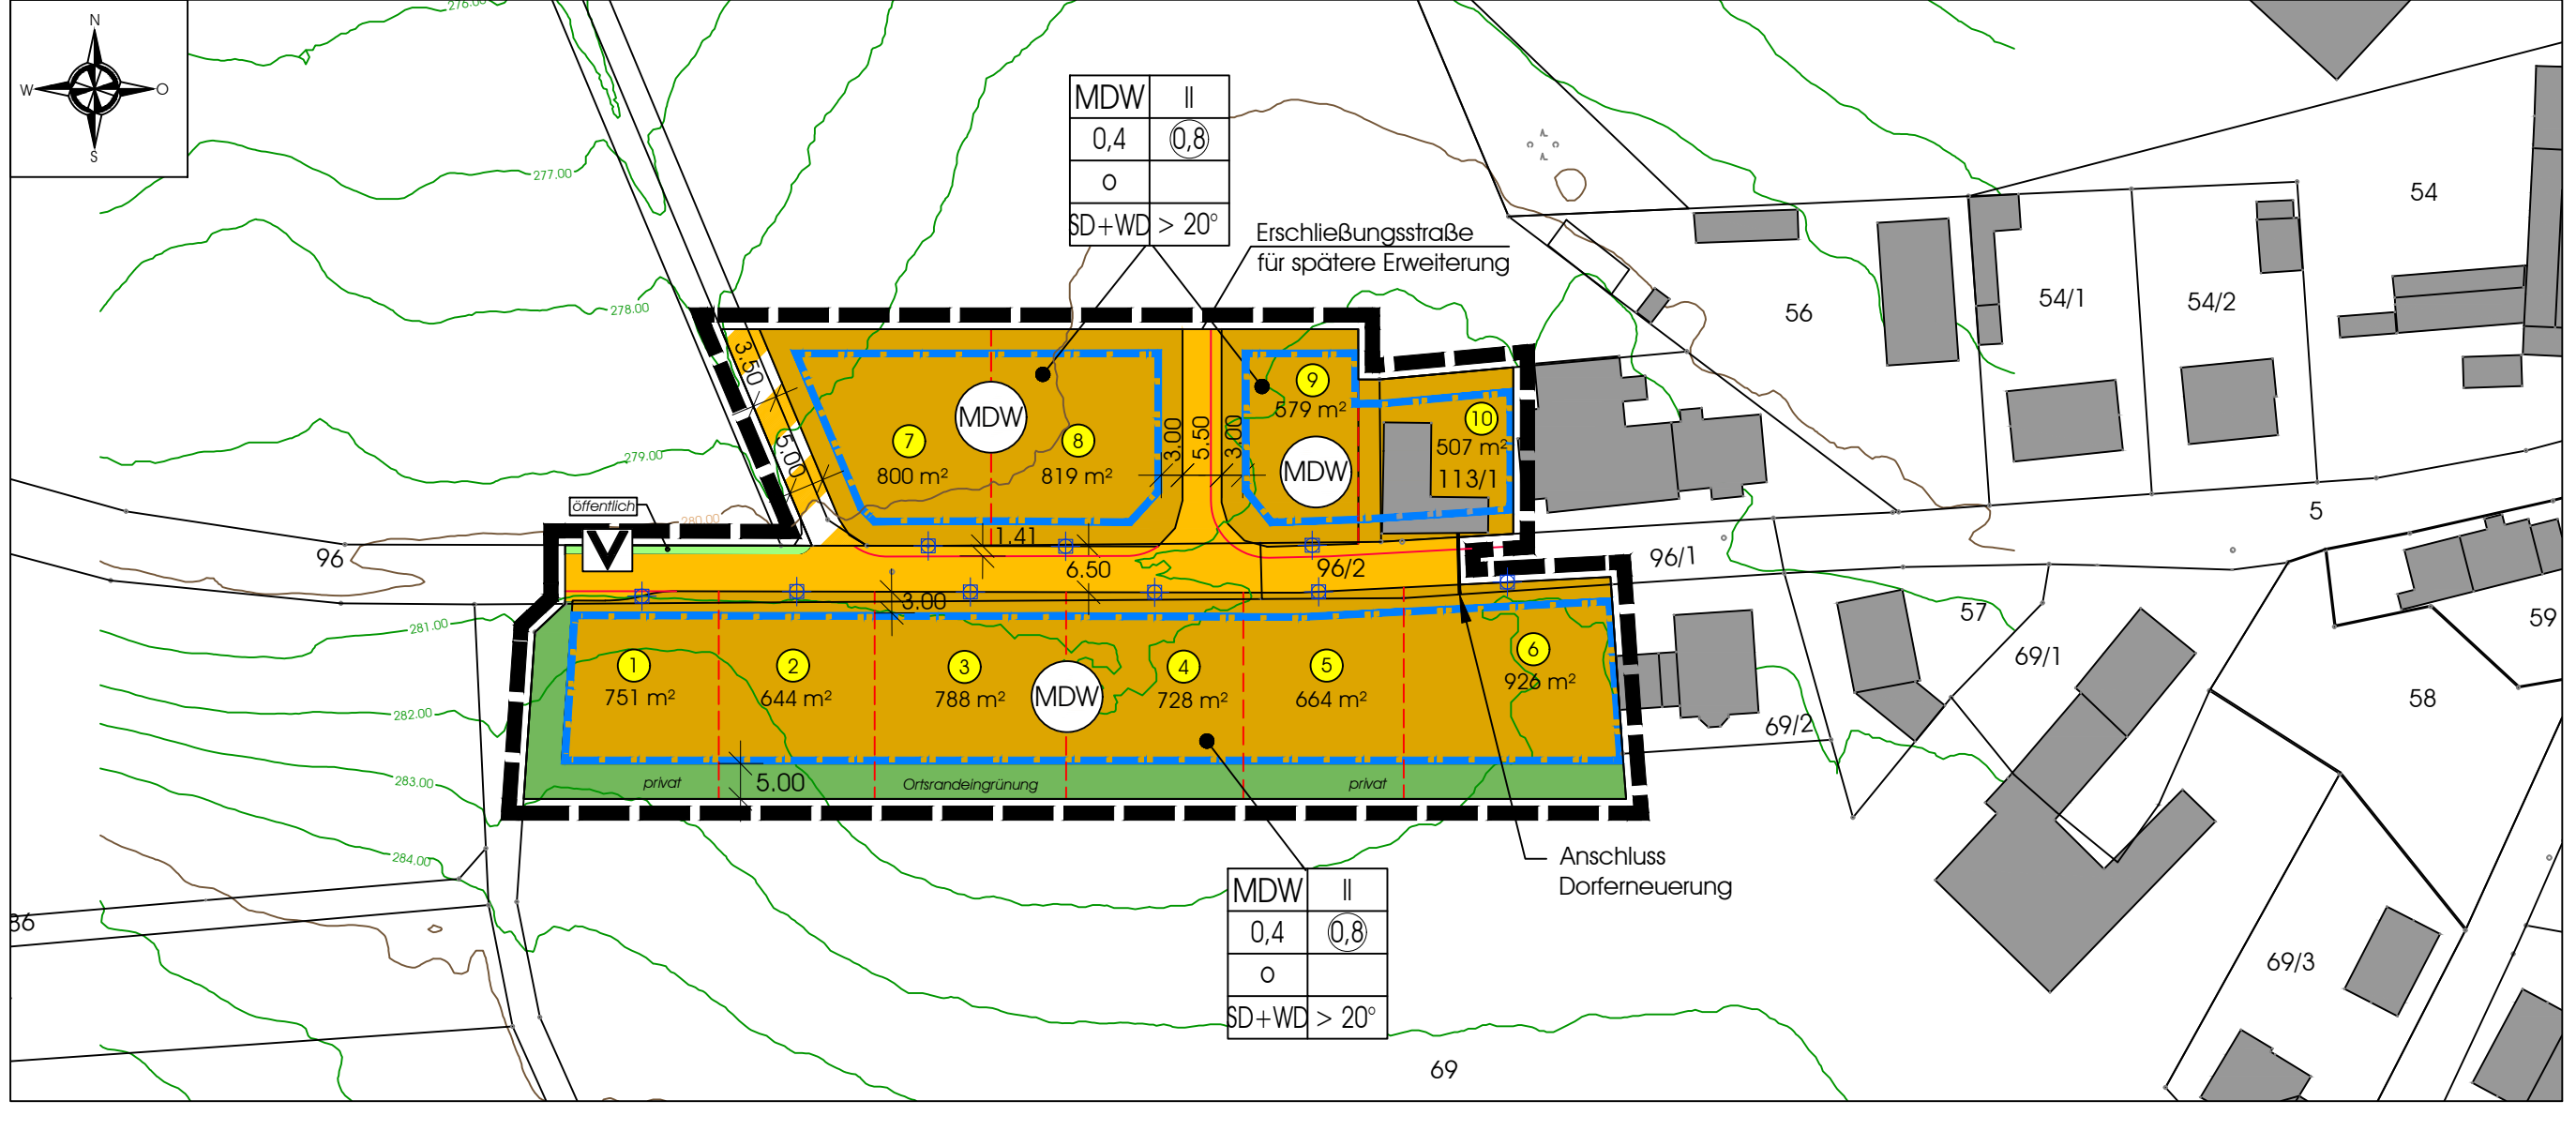 N
W
O
S
276.00
277.00
278.00
279.00
280.00
281.00
282.00
283.00
284.00
MDW II
0,4 0,8
o
SD+WD > 20°
Erschließungsstraße
für spätere Erweiterung
54
54/1
54/2
56
5
3.50
5.00
MDW
7
800 m²
8
819 m²
3.00
5.50
3.00
9
579 m²
MDW
10
507 m²
113/1
öffentlich
V
96
1.41
6.50
96/2
96/1
3.00
1
751 m²
2
644 m²
3
788 m²
MDW
4
728 m²
5
664 m²
6
926 m²
privat
5.00
Ortsrandeingrünung
privat
57
59
69/1
58
69/2
Anschluss
Dorferneuerung
MDW II
0,4 0,8
o
SD+WD > 20°
86
69/3
69